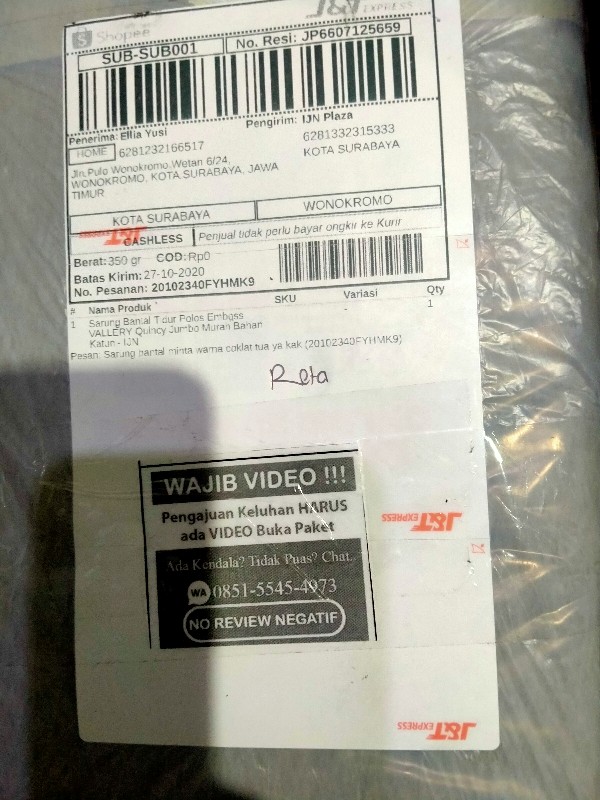 Shopee
J&T EXPRESS
SUB-SUB001
No. Resi: JP6607125659
Penerima: Ellia Yusi
Pengirim: IJN Plaza
HOME 6281232166517
6281332315333
KOTA SURABAYA
Jln.Pulo Wonokromo Wetan 6/24,
WONOKROMO, KOTA SURABAYA, JAWA
TIMUR
KOTA SURABAYA
WONOKROMO
J&T EXPRESS
CASHLESS
Penjual tidak perlu bayar ongkir ke Kurir
Berat: 350 gr COD: Rp0
Batas Kirim: 27-10-2020
No. Pesanan: 20102340FYHMK9
# Nama Produk SKU Variasi Qty
1 Sarung Bantal Tidur Polos Emboss - 1
VALLERY Quincy Jumbo Murah Bahan
Katun - IJN
Pesan: Sarung bantal minta warna coklat tua ya kak (20102340FYHMK9)
Reta
WAJIB VIDEO !!!
Pengajuan Keluhan HARUS
ada VIDEO Buka Paket
J&T EXPRESS
Ada Kendala? Tidak Puas? Chat..
WA 0851-5545-4973
NO REVIEW NEGATIF
J&T EXPRESS